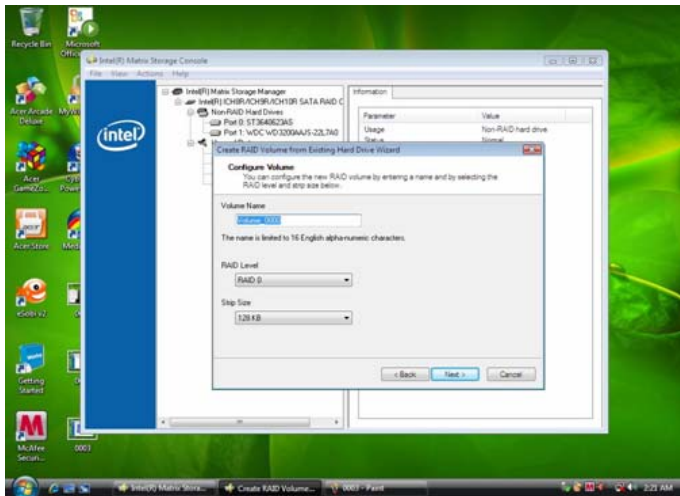 Recycle Bin
Microsoft
Office
Intel(R) Matrix Storage Console
File View Actions Help
Intel(R) Matrix Storage Manager
Intel(R) ICH8R/ICH9R/ICH10R SATA RAID C
Non-RAID Hard Drives
Port 0: ST3640623AS
Port 1: WDC WD3200AAJS-22L7A0
Information
Parameter Value
Usage Non-RAID hard drive
Status Normal
intel
Acer Arcade
Deluxe
Acer
GameZo...
Acer Store
eSobi v2
Getting
Started
McAfee
Securi...
0003
Create RAID Volume from Existing Hard Drive Wizard
Configure Volume
You can configure the new RAID volume by entering a name and by selecting the
RAID level and strip size below.
Volume Name
Volume_0000
The name is limited to 16 English alpha-numeric characters.
RAID Level
RAID 0
Strip Size
128 KB
< Back Next > Cancel
Intel(R) Matrix Stora... Create RAID Volume... 0003 - Paint 2:21 AM